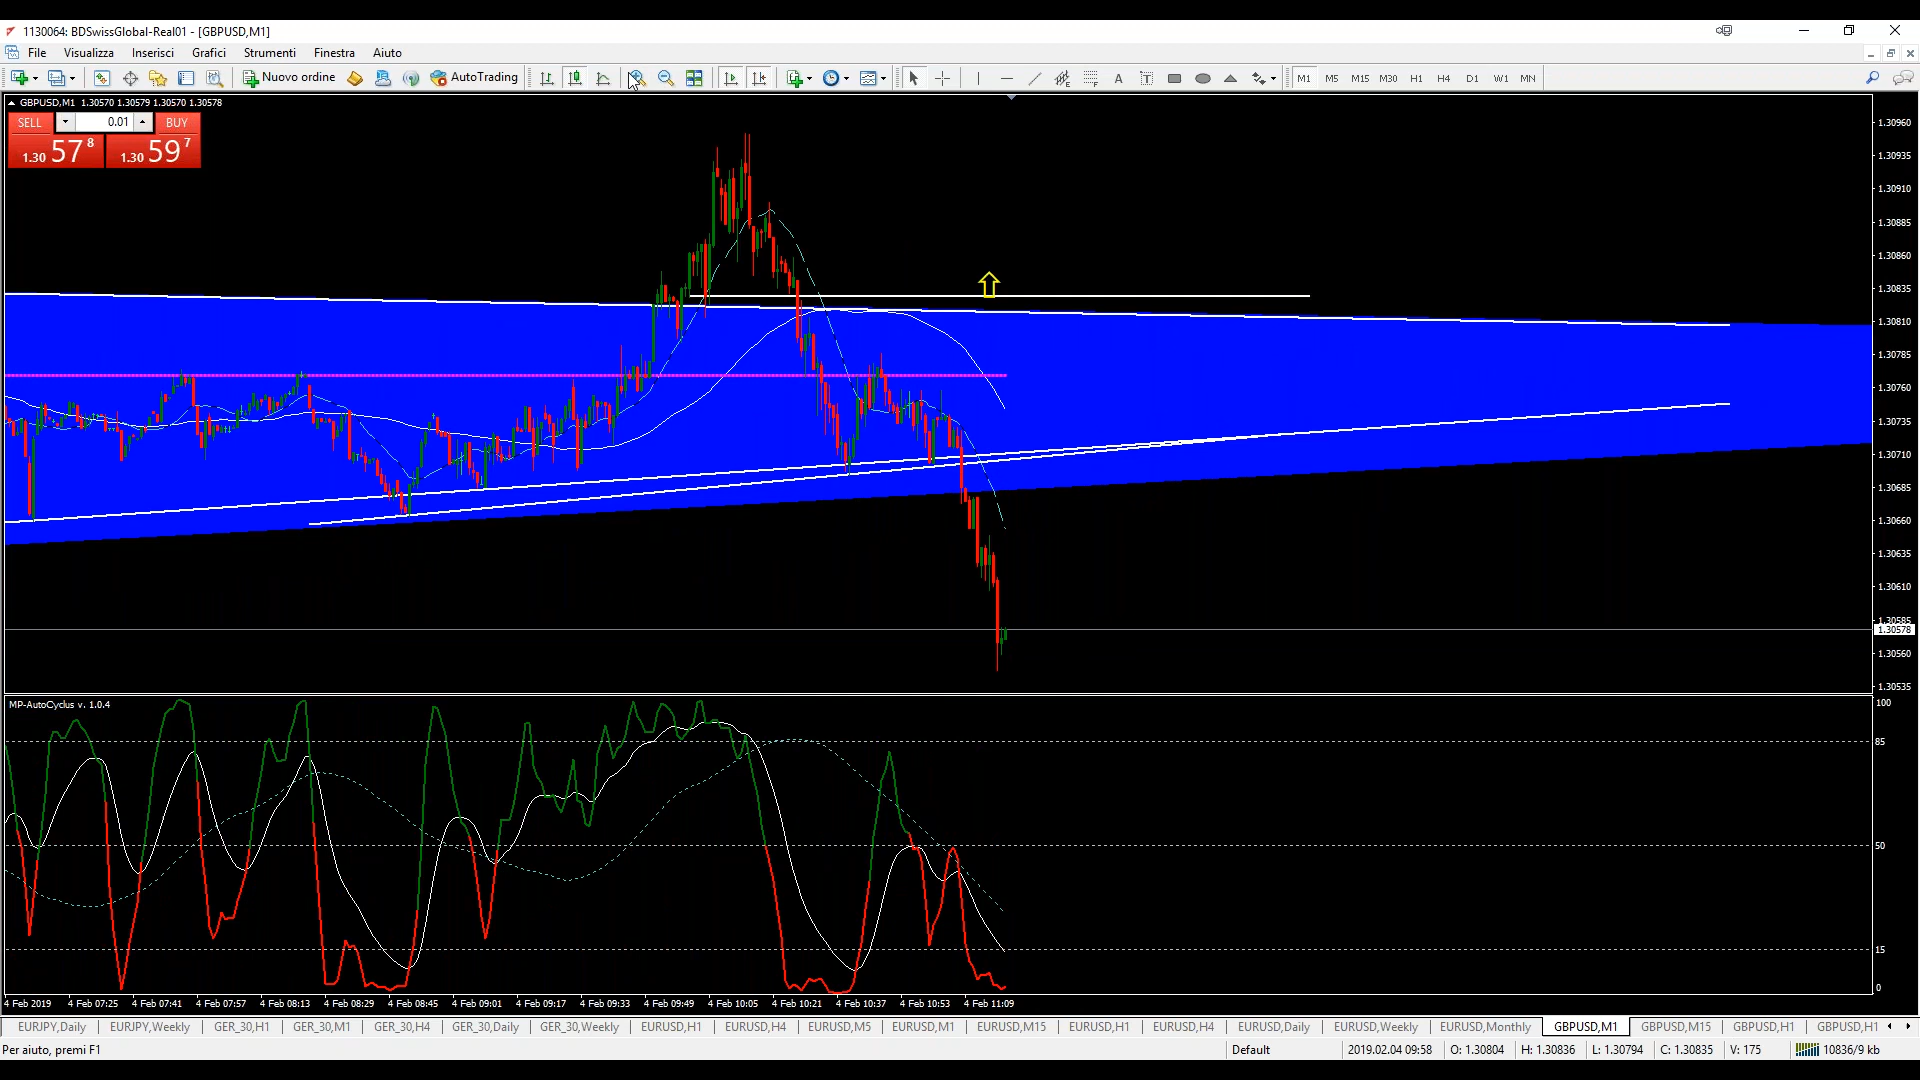 1130064: BDSwissGlobal-Real01 - [GBPUSD,M1]
File Visualizza Inserisci Grafici Strumenti Finestra Aiuto
Nuovo ordine AutoTrading A T M1 M5 M15 M30 H1 H4 D1 W1 MN
GBPUSD,M1 1.30570 1.30579 1.30570 1.30578
SELL 0.01 BUY
1.30 57 8 1.30 59 7
1.30960
1.30935
1.30910
1.30885
1.30860
1.30835
1.30810
1.30785
1.30760
1.30735
1.30710
1.30685
1.30660
1.30635
1.30610
1.30585
1.30578
1.30560
1.30535
MP-AutoCyclus v. 1.0.4
100
85
50
15
0
4 Feb 2019 4 Feb 07:25 4 Feb 07:41 4 Feb 07:57 4 Feb 08:13 4 Feb 08:29 4 Feb 08:45 4 Feb 09:01 4 Feb 09:17 4 Feb 09:33 4 Feb 09:49 4 Feb 10:05 4 Feb 10:21 4 Feb 10:37 4 Feb 10:53 4 Feb 11:09
EURJPY,Daily EURJPY,Weekly GER_30,H1 GER_30,M1 GER_30,H4 GER_30,Daily GER_30,Weekly EURUSD,H1 EURUSD,H4 EURUSD,M5 EURUSD,M1 EURUSD,M15 EURUSD,H1 EURUSD,H4 EURUSD,Daily EURUSD,Weekly EURUSD,Monthly GBPUSD,M1 GBPUSD,M15 GBPUSD,H1 GBPUSD,H1
Per aiuto, premi F1 Default 2019.02.04 09:58 O: 1.30804 H: 1.30836 L: 1.30794 C: 1.30835 V: 175 10836/9 kb